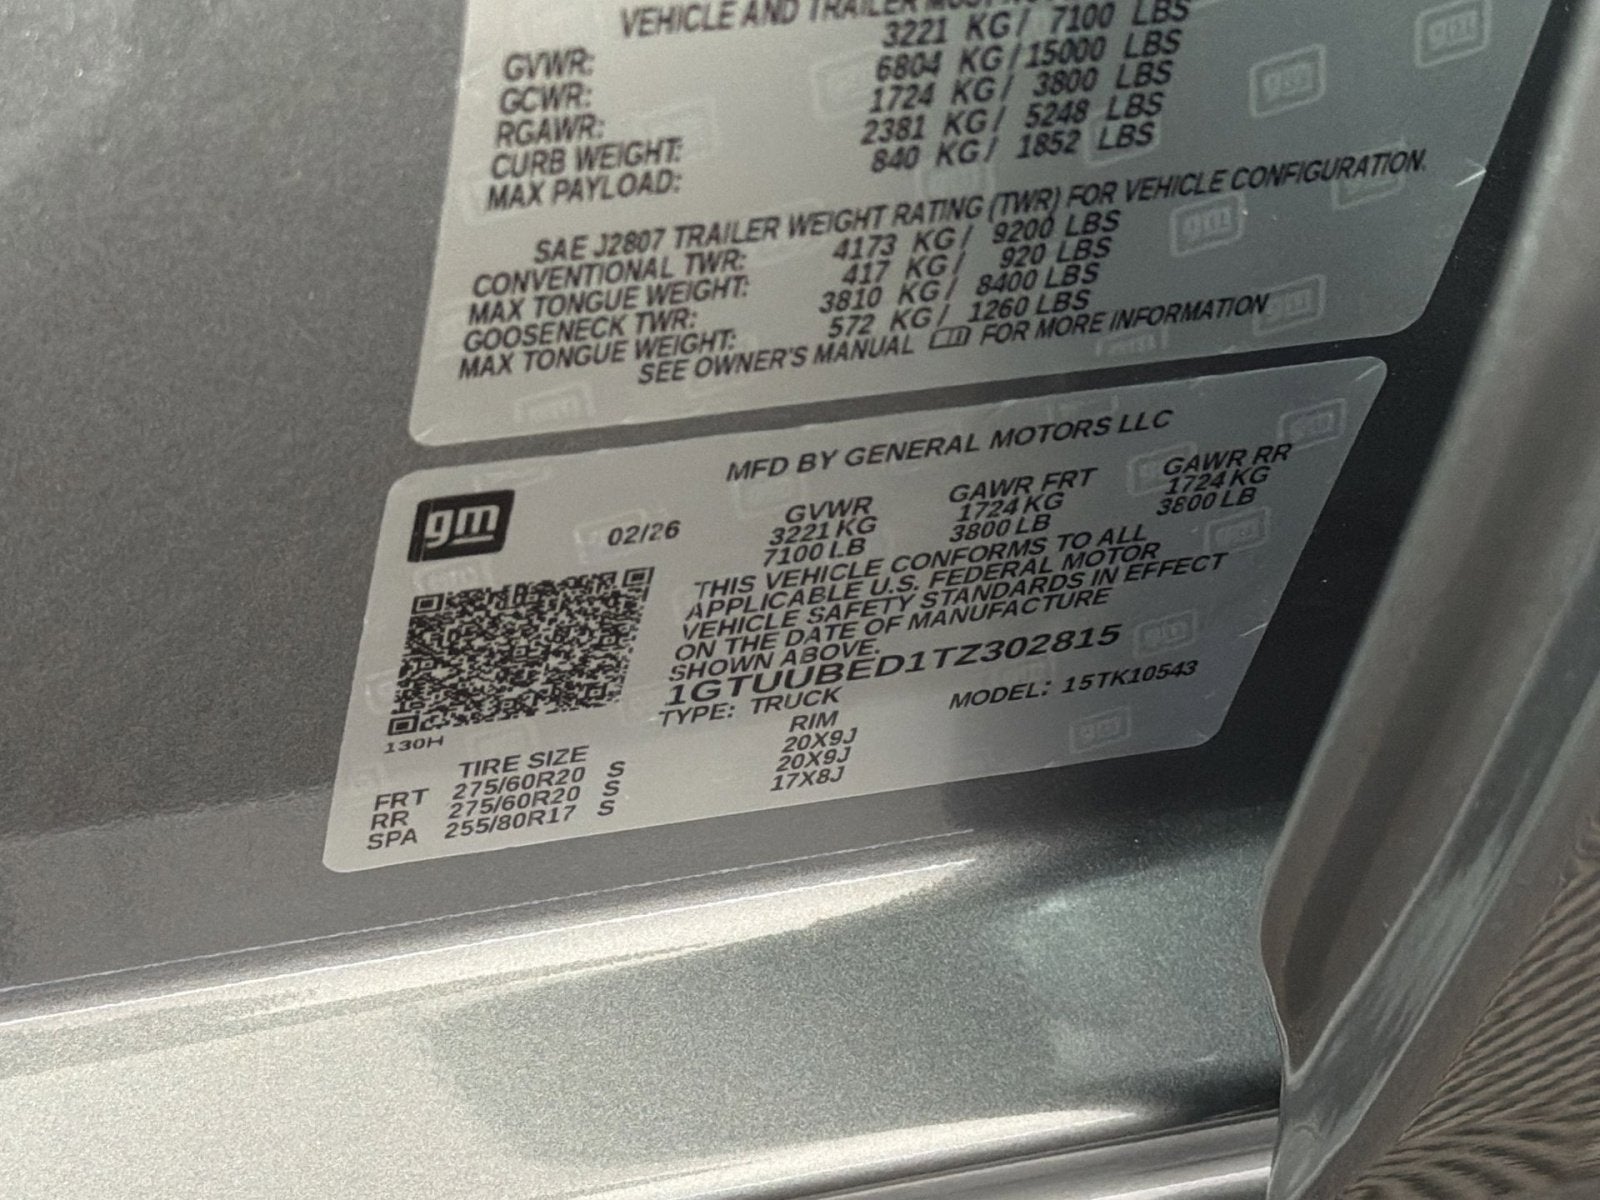 VEHICLE AND TRAILER MUST NOT
GVWR: 3221 KG/ 7100 LBS
GCWR: 6804 KG/15000 LBS
RGAWR: 1724 KG/ 3800 LBS
CURB WEIGHT: 2381 KG/ 5248 LBS
MAX PAYLOAD: 840 KG/ 1852 LBS
SAE J2807 TRAILER WEIGHT RATING (TWR) FOR VEHICLE CONFIGURATION.
CONVENTIONAL TWR: 4173 KG/ 9200 LBS
MAX TONGUE WEIGHT: 417 KG/ 920 LBS
GOOSENECK TWR: 3810 KG/ 8400 LBS
MAX TONGUE WEIGHT: 572 KG/ 1260 LBS
SEE OWNER'S MANUAL FOR MORE INFORMATION
MFD BY GENERAL MOTORS LLC
gm 02/26
GVWR GAWR FRT GAWR RR
3221 KG 1724 KG 1724 KG
7100 LB 3800 LB 3800 LB
THIS VEHICLE CONFORMS TO ALL
APPLICABLE U.S. FEDERAL MOTOR
VEHICLE SAFETY STANDARDS IN EFFECT
ON THE DATE OF MANUFACTURE
SHOWN ABOVE.
1GTUUBED1TZ302815
TYPE: TRUCK MODEL: 15TK10543
130H
TIRE SIZE RIM
FRT 275/60R20 S 20X9J
RR 275/60R20 S 20X9J
SPA 255/80R17 S 17X8J